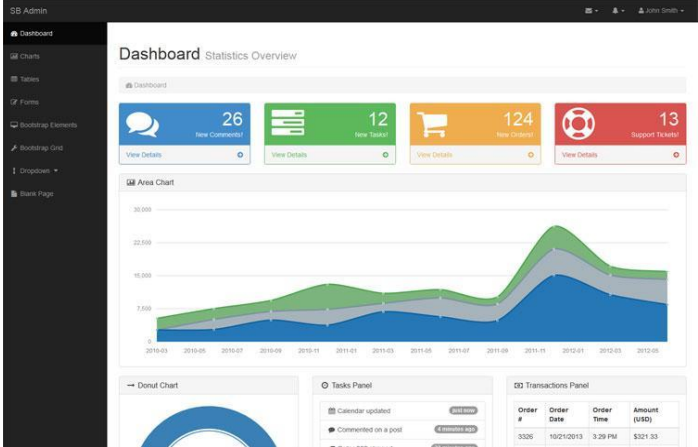 SB Admin
John Smith
Dashboard
Charts
Tables
Forms
Bootstrap Elements
Bootstrap Grid
Dropdown
Blank Page
Dashboard Statistics Overview
Dashboard
26
New Comments!
View Details
12
New Tasks!
View Details
124
New Orders!
View Details
13
Support Tickets!
View Details
Area Chart
30,000
22,500
15,000
7,500
0
2010-03 2010-05 2010-07 2010-09 2010-11 2011-01 2011-03 2011-05 2011-07 2011-09 2011-11 2012-01 2012-03 2012-05
Donut Chart
Tasks Panel
Calendar updated just now
Commented on a post 4 minutes ago
Transactions Panel
Order # Order Date Order Time Amount (USD)
3326 10/21/2013 3:29 PM $321.33